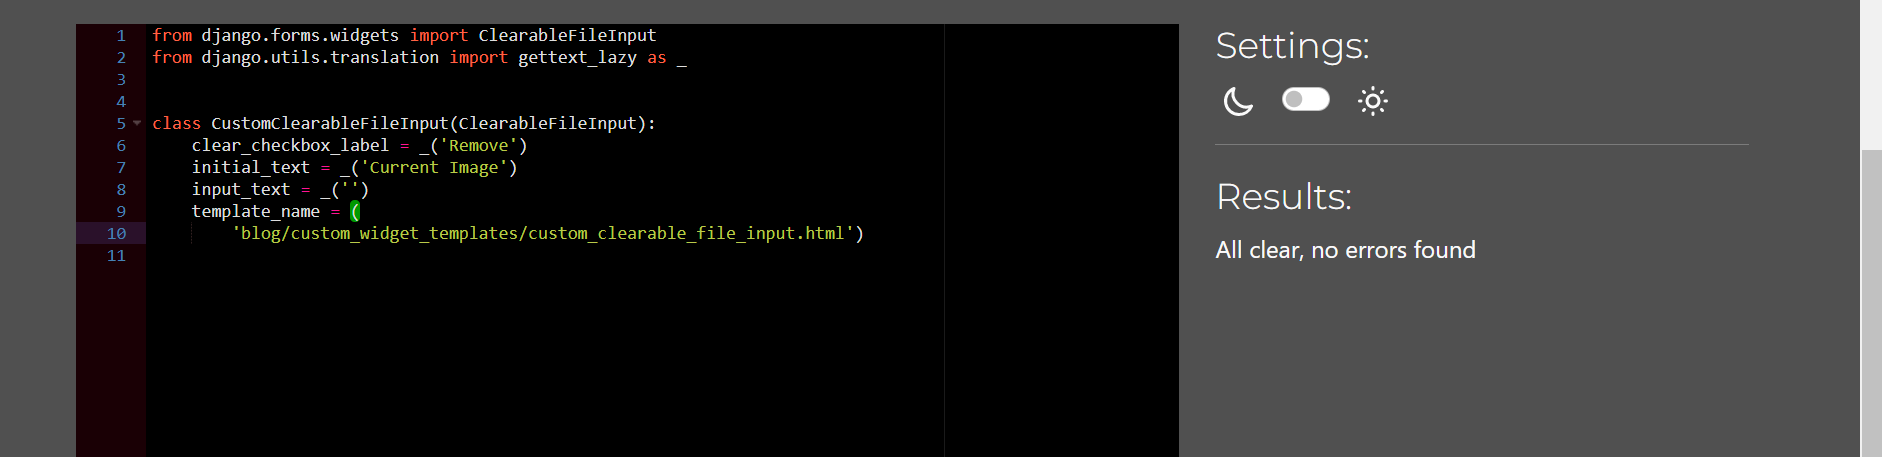 1 from django.forms.widgets import ClearableFileInput
2 from django.utils.translation import gettext_lazy as _
3
4
5 class CustomClearableFileInput(ClearableFileInput):
6     clear_checkbox_label = _('Remove')
7     initial_text = _('Current Image')
8     input_text = _('')
9     template_name = (
10         'blog/custom_widget_templates/custom_clearable_file_input.html')
11
Settings:
Results:
All clear, no errors found